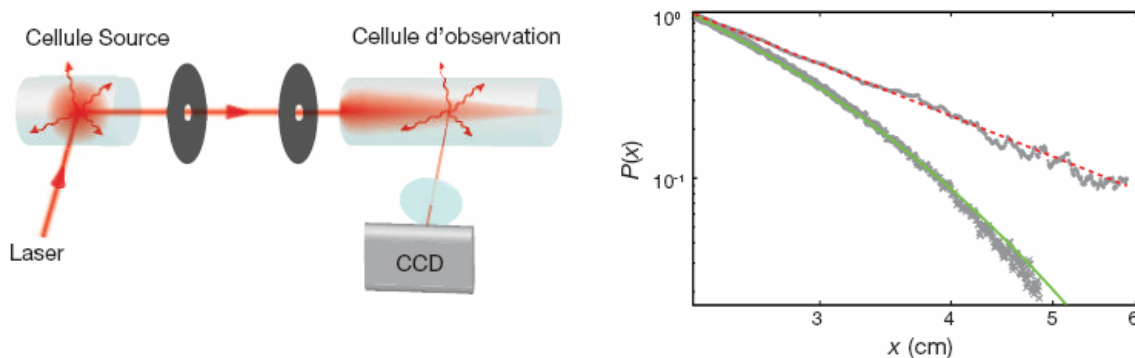 Cellule Source
Cellule d'observation
Laser
CCD
10⁰
10⁻¹
P(x)
3
4
5
6
x (cm)